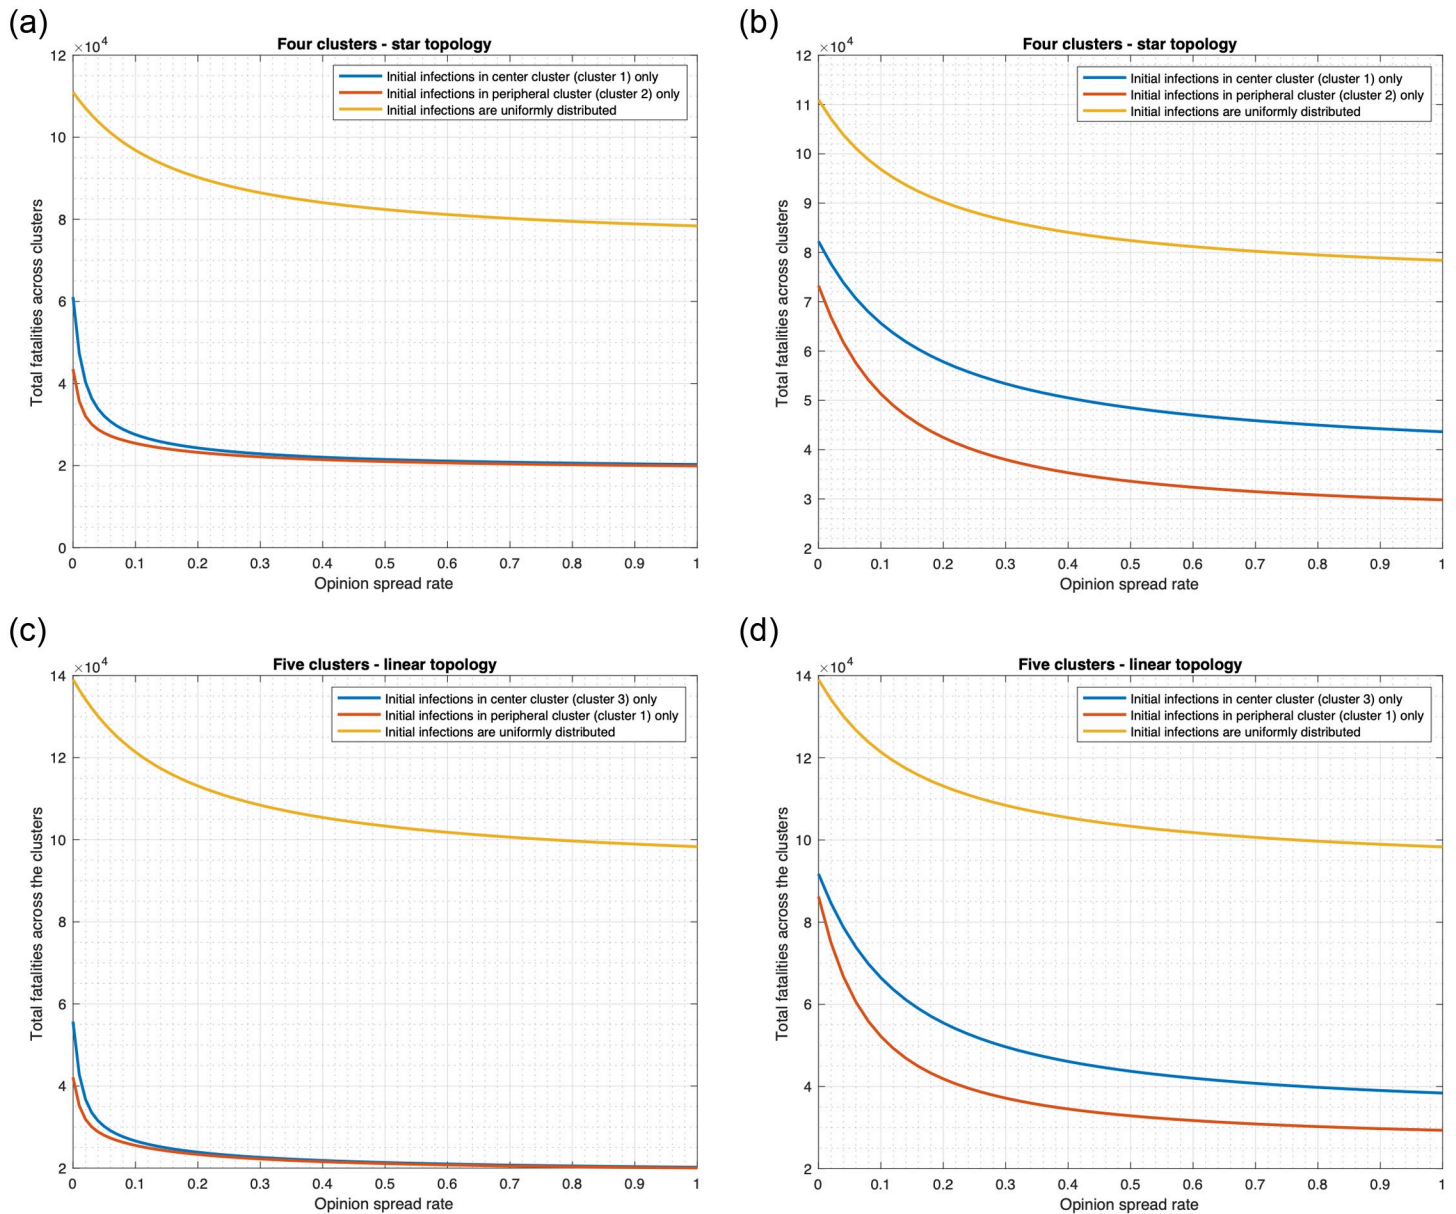 (a)
Four clusters - star topology
×10⁴
Initial infections in center cluster (cluster 1) only
Initial infections in peripheral cluster (cluster 2) only
Initial infections are uniformly distributed
Total fatalities across clusters
12
10
8
6
4
2
0
0 0.1 0.2 0.3 0.4 0.5 0.6 0.7 0.8 0.9 1
Opinion spread rate
(b)
Four clusters - star topology
×10⁴
Initial infections in center cluster (cluster 1) only
Initial infections in peripheral cluster (cluster 2) only
Initial infections are uniformly distributed
Total fatalities across clusters
12
11
10
9
8
7
6
5
4
3
2
0 0.1 0.2 0.3 0.4 0.5 0.6 0.7 0.8 0.9 1
Opinion spread rate
(c)
Five clusters - linear topology
×10⁴
Initial infections in center cluster (cluster 3) only
Initial infections in peripheral cluster (cluster 1) only
Initial infections are uniformly distributed
Total fatalities across the clusters
14
12
10
8
6
4
2
0 0.1 0.2 0.3 0.4 0.5 0.6 0.7 0.8 0.9 1
Opinion spread rate
(d)
Five clusters - linear topology
×10⁴
Initial infections in center cluster (cluster 3) only
Initial infections in peripheral cluster (cluster 1) only
Initial infections are uniformly distributed
Total fatalities across the clusters
14
12
10
8
6
4
2
0 0.1 0.2 0.3 0.4 0.5 0.6 0.7 0.8 0.9 1
Opinion spread rate